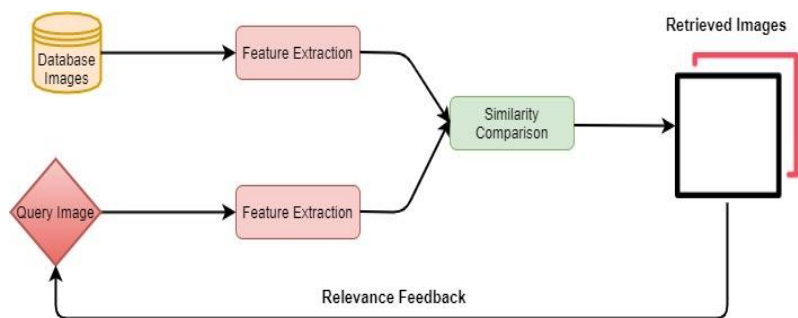 Retrieved Images
Database
Images
Feature Extraction
Similarity
Comparison
Query Image
Feature Extraction
Relevance Feedback